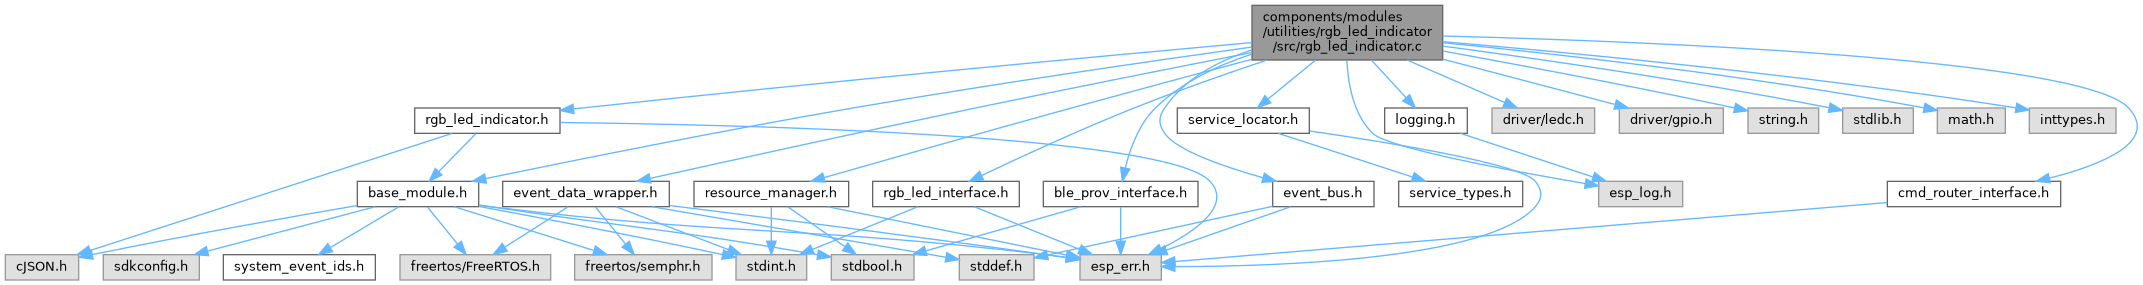 components/modules
/utilities/rgb_led_indicator
/src/rgb_led_indicator.c
rgb_led_indicator.h
service_locator.h
logging.h
driver/ledc.h
driver/gpio.h
string.h
stdlib.h
math.h
inttypes.h
base_module.h
event_data_wrapper.h
resource_manager.h
rgb_led_interface.h
ble_prov_interface.h
event_bus.h
service_types.h
esp_log.h
cmd_router_interface.h
cJSON.h
sdkconfig.h
system_event_ids.h
freertos/FreeRTOS.h
freertos/semphr.h
stdint.h
stdbool.h
stddef.h
esp_err.h